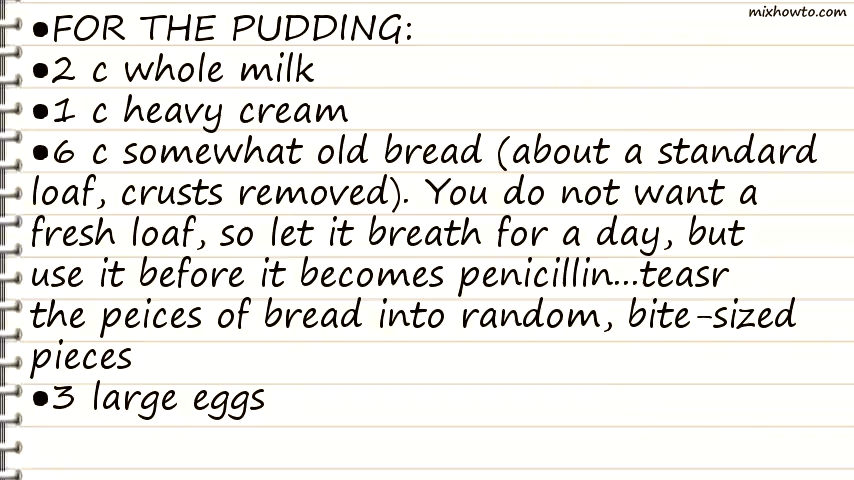 mixhowto.com
•FOR THE PUDDING:
•2 c whole milk
•1 c heavy cream
•6 c somewhat old bread (about a standard
loaf, crusts removed). You do not want a
fresh loaf, so let it breath for a day, but
use it before it becomes penicillin...teasr
the peices of bread into random, bite-sized
pieces
•3 large eggs